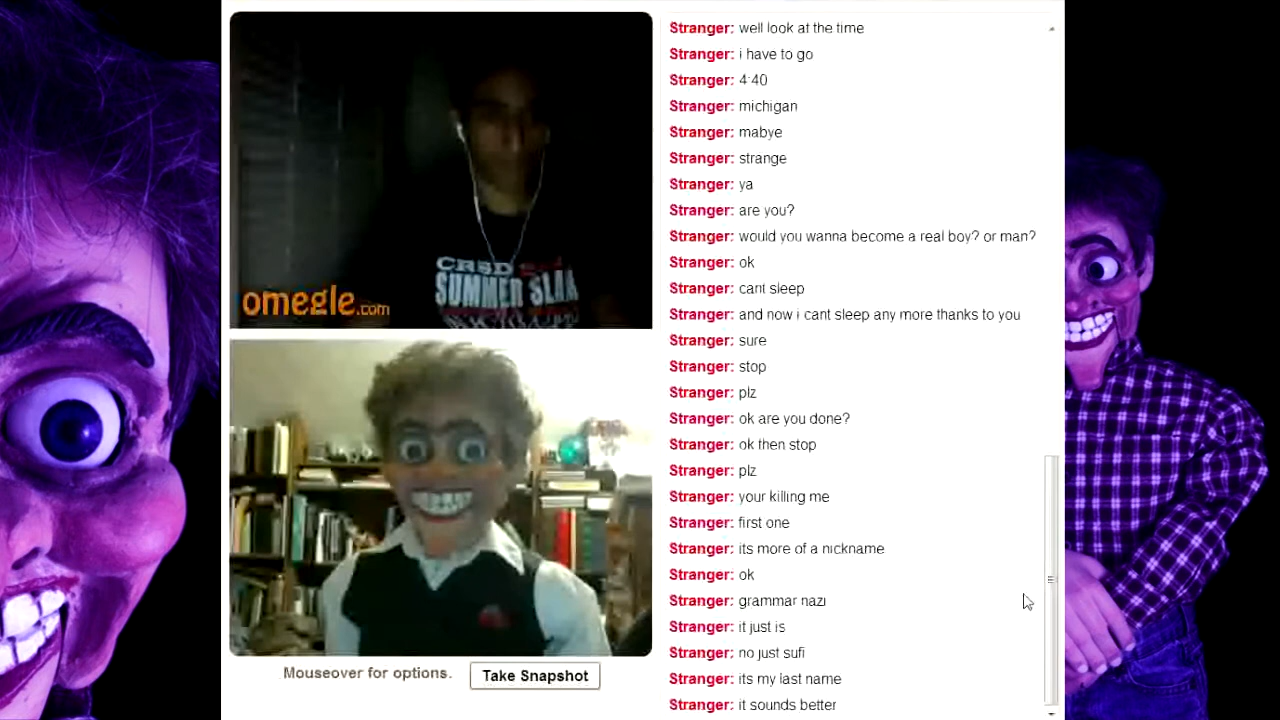 Stranger: well look at the time
Stranger: i have to go
Stranger: 4:40
Stranger: michigan
Stranger: mabye
Stranger: strange
Stranger: ya
Stranger: are you?
Stranger: would you wanna become a real boy? or man?
Stranger: ok
Stranger: cant sleep
Stranger: and now i cant sleep any more thanks to you
Stranger: sure
Stranger: stop
Stranger: plz
Stranger: ok are you done?
Stranger: ok then stop
Stranger: plz
Stranger: your killing me
Stranger: first one
Stranger: its more of a nickname
Stranger: ok
Stranger: grammar nazi
Stranger: it just is
Stranger: no just sufi
Stranger: its my last name
Stranger: it sounds better
SUMMER SLAM
omegle.com
Mouseover for options.
Take Snapshot